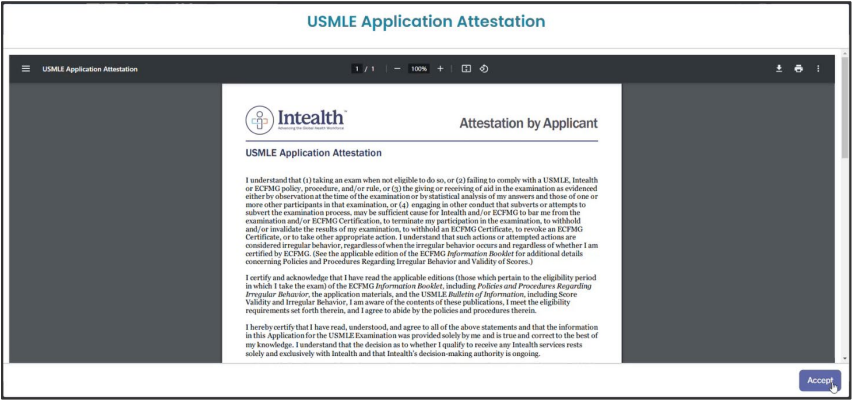 USMLE Application Attestation
USMLE Application Attestation
1 / 1
100%
Intealth™
Advancing the Global Health Workforce
Attestation by Applicant
USMLE Application Attestation
I understand that (1) taking an exam when not eligible to do so, or (2) failing to comply with a USMLE, Intealth
or ECFMG policy, procedure, and/or rule, or (3) the giving or receiving of aid in the examination as evidenced
either by observation at the time of the examination or by statistical analysis of my answers and those of one or
more other participants in that examination, or (4) engaging in other conduct that subverts or attempts to
subvert the examination process, may be sufficient cause for Intealth and/or ECFMG to bar me from the
examination and/or ECFMG Certification, to terminate my participation in the examination, to withhold
and/or invalidate the results of my examination, to withhold an ECFMG Certificate, to revoke an ECFMG
Certificate, or to take other appropriate action. I understand that such actions or attempted actions are
considered irregular behavior, regardless of when the irregular behavior occurs and regardless of whether I am
certified by ECFMG. (See the applicable edition of the ECFMG Information Booklet for additional details
concerning Policies and Procedures Regarding Irregular Behavior and Validity of Scores.)
I certify and acknowledge that I have read the applicable editions (those which pertain to the eligibility period
in which I take the exam) of the ECFMG Information Booklet, including Policies and Procedures Regarding
Irregular Behavior, the application materials, and the USMLE Bulletin of Information, including Score
Validity and Irregular Behavior, I am aware of the contents of these publications, I meet the eligibility
requirements set forth therein, and I agree to abide by the policies and procedures therein.
I hereby certify that I have read, understood, and agree to all of the above statements and that the information
in this Application for the USMLE Examination was provided solely by me and is true and correct to the best of
my knowledge. I understand that the decision as to whether I qualify to receive any Intealth services rests
solely and exclusively with Intealth and that Intealth's decision-making authority is ongoing.
Accept